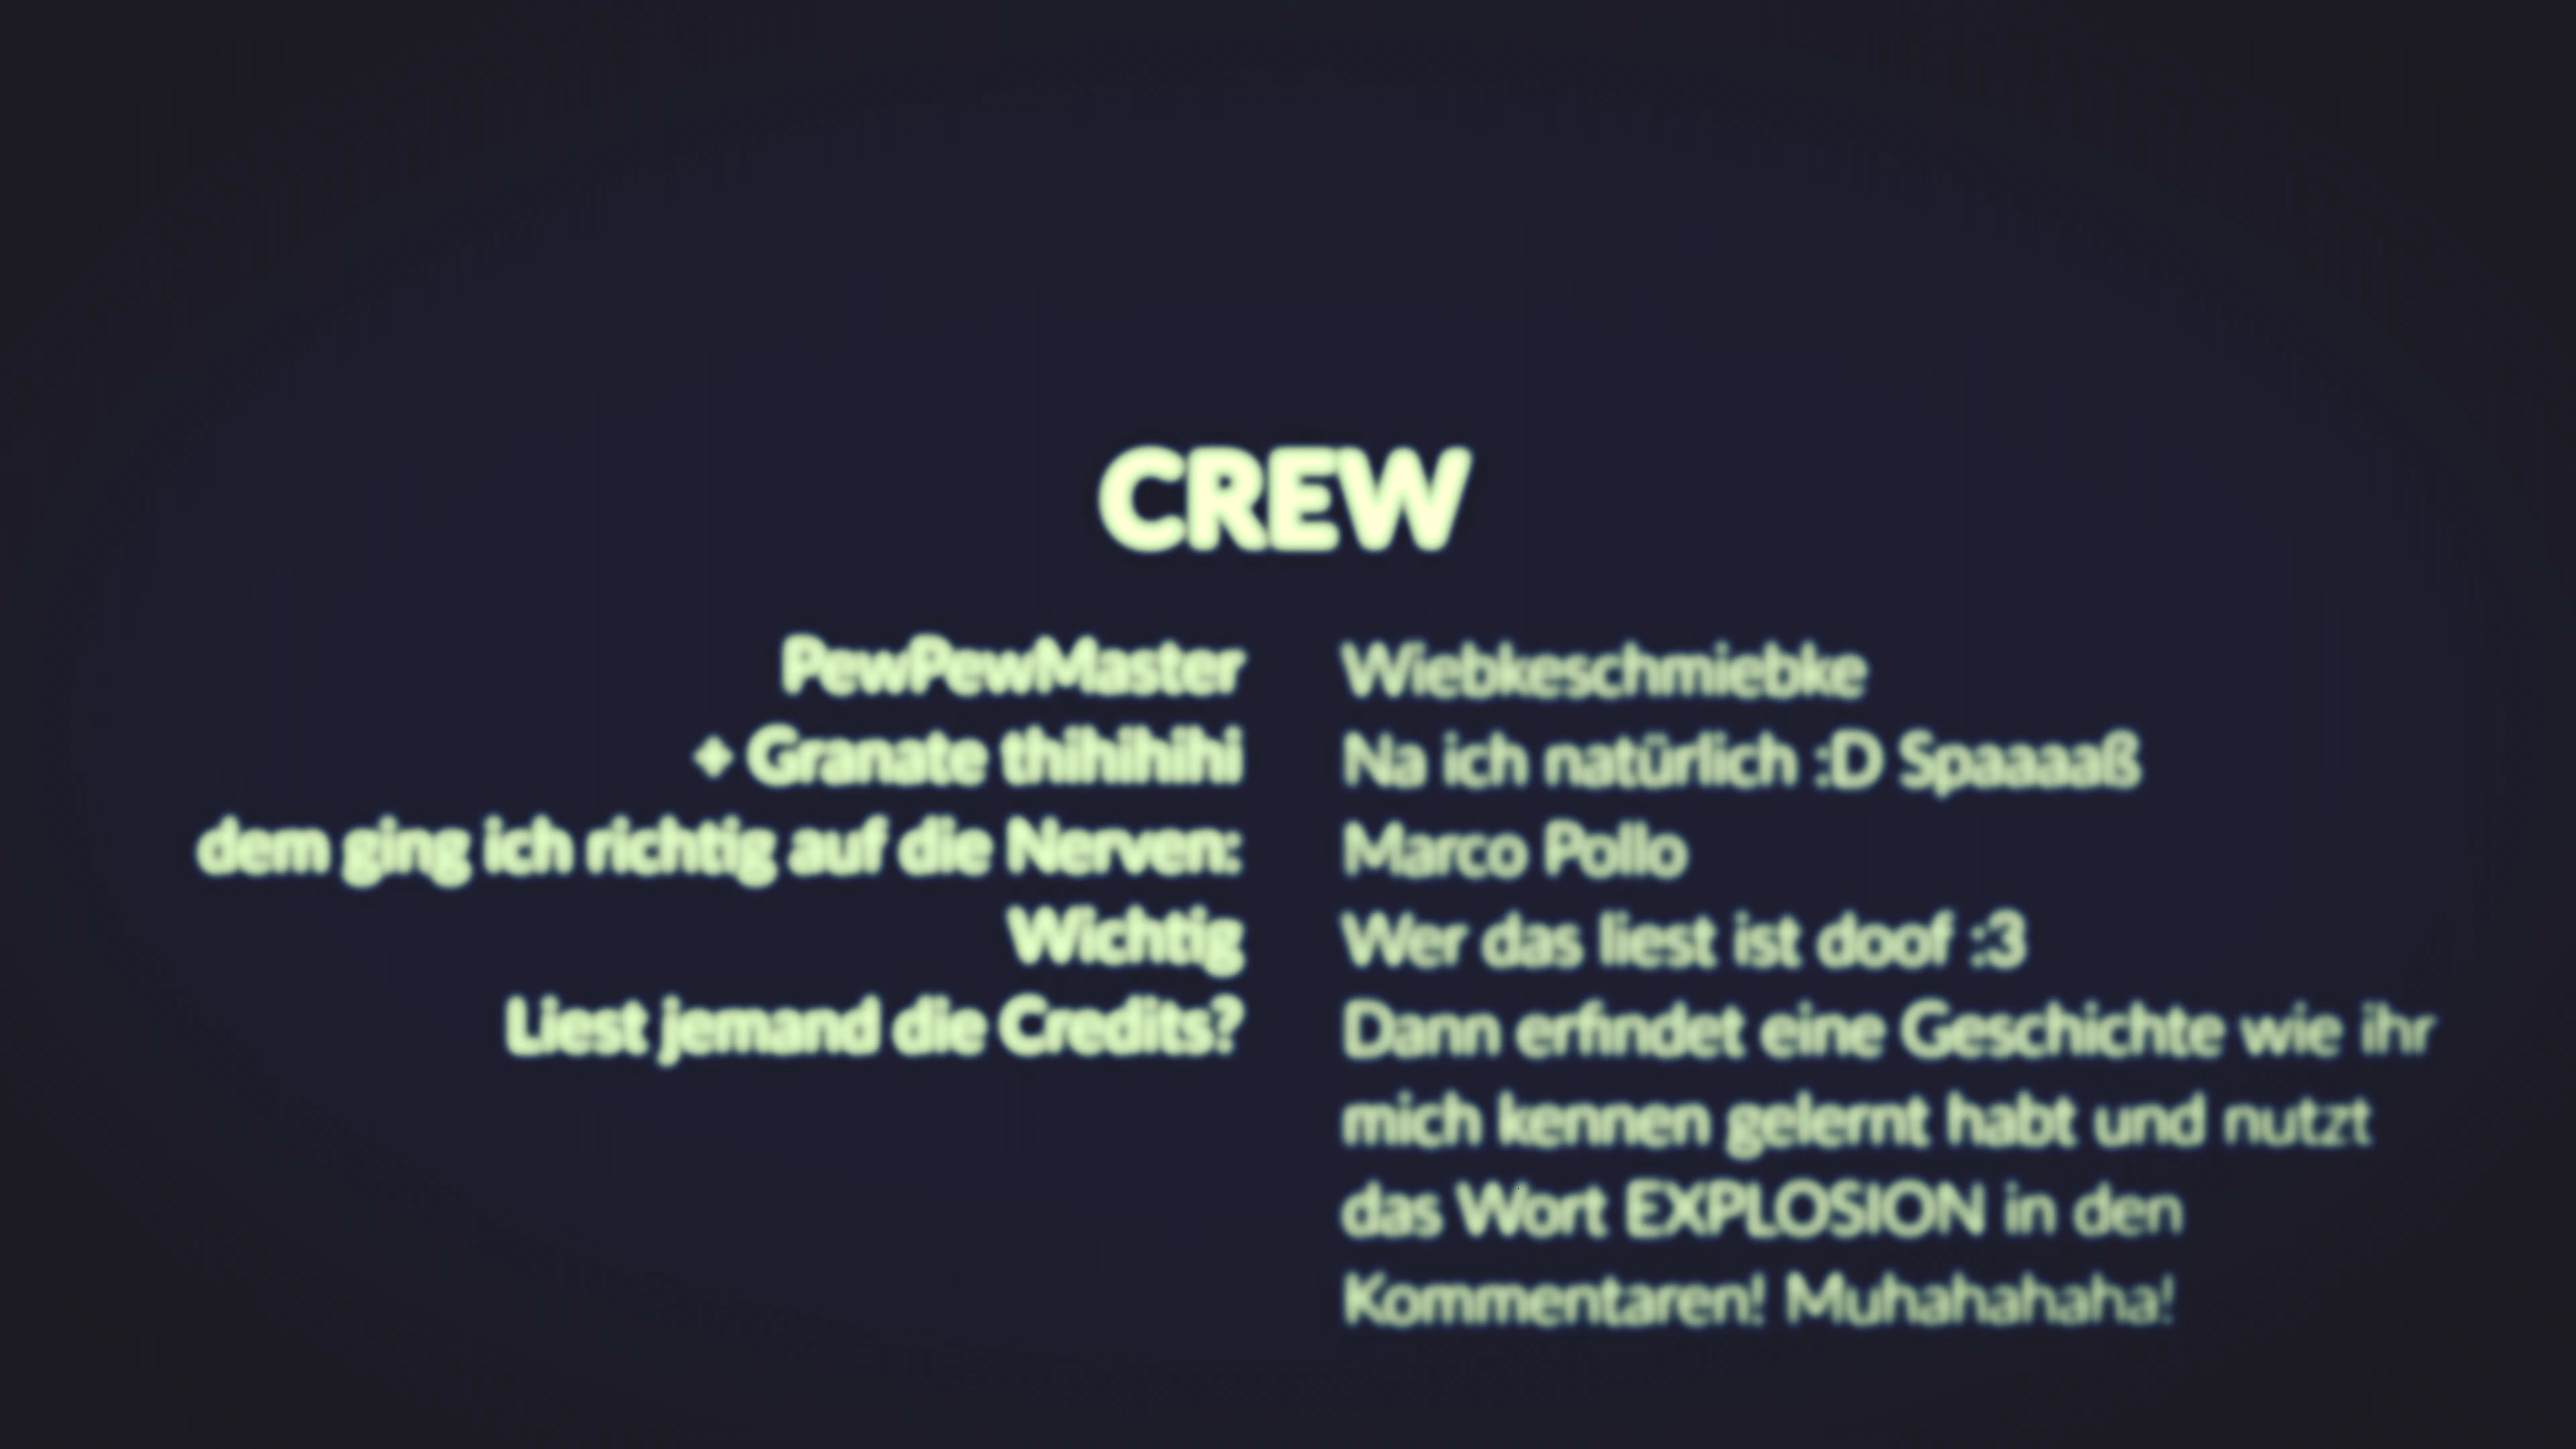 CREW
PewPewMaster Wiebkeschmiebke
+ Granate thihihihi Na ich natürlich :D Spaaaaß
dem ging ich richtig auf die Nerven: Marco Pollo
Wichtig Wer das liest ist doof :3
Liest jemand die Credits? Dann erfindet eine Geschichte wie ihr
mich kennen gelernt habt und nutzt
das Wort EXPLOSION in den
Kommentaren! Muhahahaha!